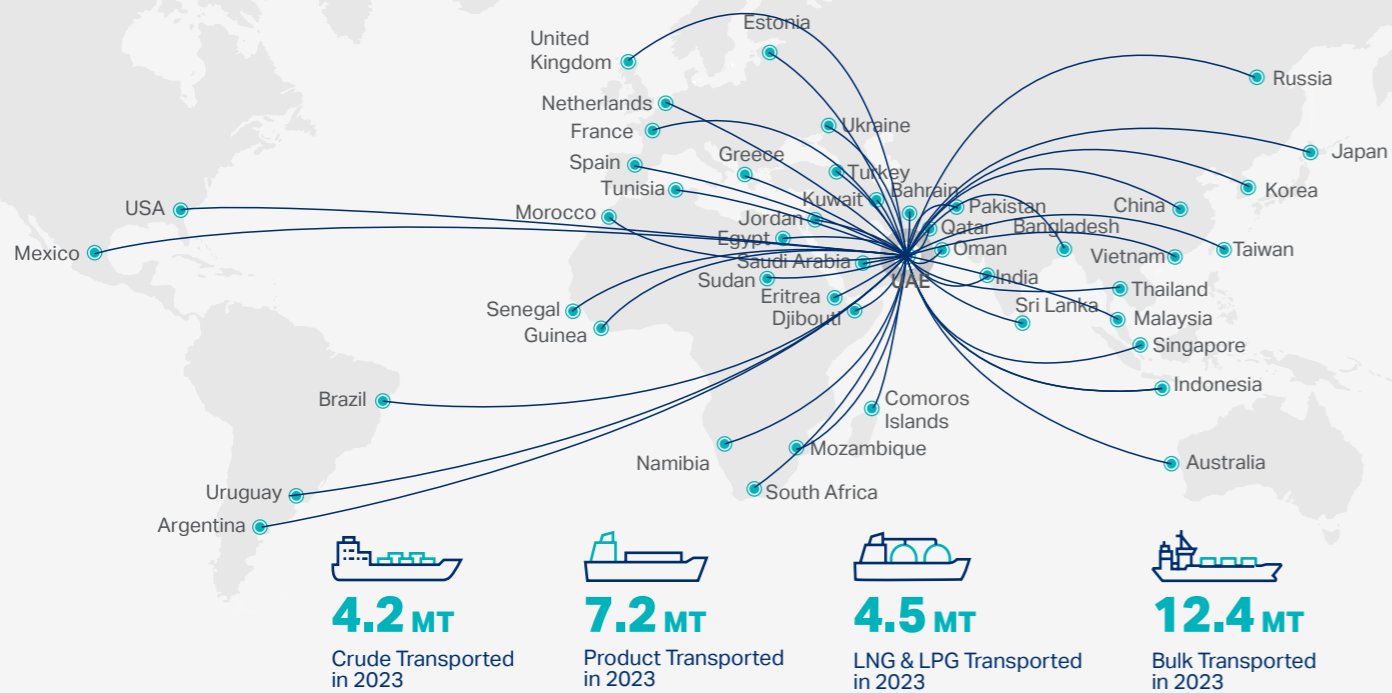 Estonia
United
Kingdom
Russia
Netherlands
Ukraine
France
Japan
Greece
Spain
Turkey
Tunisia
Korea
Kuwait
Bahrain
USA
Morocco
Pakistan
China
Jordan
Qatar
Bangladesh
Egypt
Mexico
Oman
Taiwan
Vietnam
Saudi Arabia
Sudan
UAE
India
Thailand
Eritrea
Sri Lanka
Senegal
Djibouti
Malaysia
Guinea
Singapore
Indonesia
Brazil
Comoros
Islands
Mozambique
Namibia
Australia
Uruguay
South Africa
Argentina
4.2 MT
Crude Transported
in 2023
7.2 MT
Product Transported
in 2023
4.5 MT
LNG & LPG Transported
in 2023
12.4 MT
Bulk Transported
in 2023